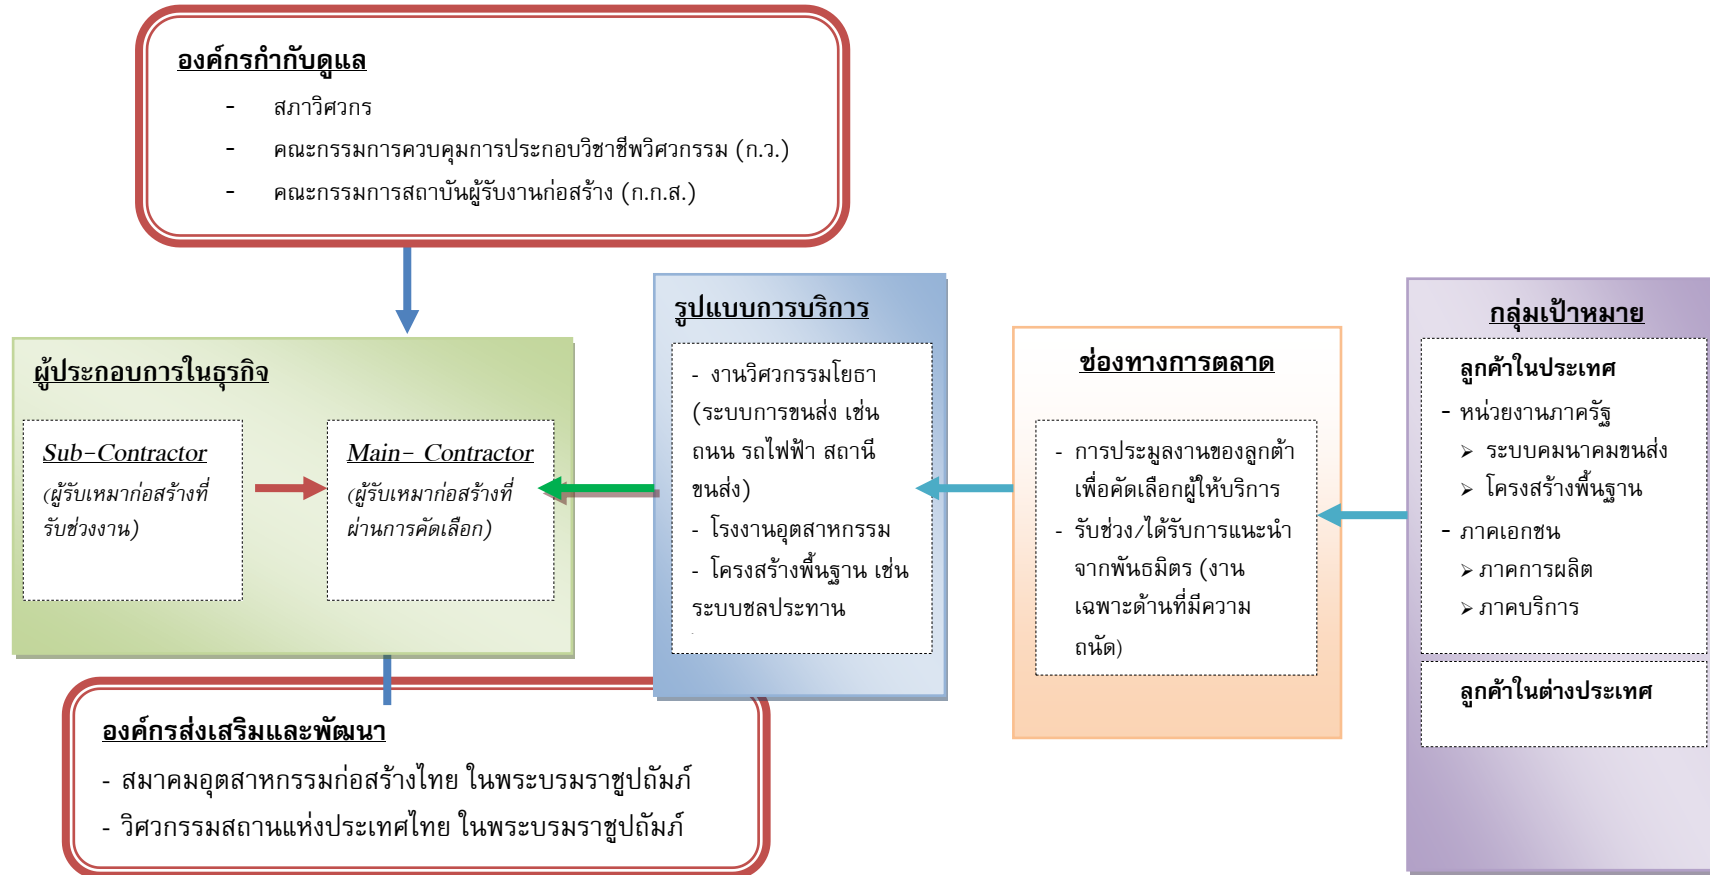 องค์กรกำกับดูแล
- สภาวิศวกร
- คณะกรรมการควบคุมการประกอบวิชาชีพวิศวกรรม (ก.ว.)
- คณะกรรมการสถาบันผู้รับงานก่อสร้าง (ก.ก.ส.)
ผู้ประกอบการในธุรกิจ
Sub-Contractor
(ผู้รับเหมาก่อสร้างที่
รับช่วงงาน)
Main- Contractor
(ผู้รับเหมาก่อสร้างที่
ผ่านการคัดเลือก)
รูปแบบการบริการ
- งานวิศวกรรมโยธา
(ระบบการขนส่ง เช่น
ถนน รถไฟฟ้า สถานี
ขนส่ง)
- โรงงานอุตสาหกรรม
- โครงสร้างพื้นฐาน เช่น
ระบบชลประทาน
ช่องทางการตลาด
- การประมูลงานของลูกต้า
เพื่อคัดเลือกผู้ให้บริการ
- รับช่วง/ได้รับการแนะนำ
จากพันธมิตร (งาน
เฉพาะด้านที่มีความ
ถนัด)
กลุ่มเป้าหมาย
ลูกค้าในประเทศ
- หน่วยงานภาครัฐ
➢ ระบบคมนาคมขนส่ง
➢ โครงสร้างพื้นฐาน
- ภาคเอกชน
➢ ภาคการผลิต
➢ ภาคบริการ
ลูกค้าในต่างประเทศ
องค์กรส่งเสริมและพัฒนา
- สมาคมอุตสาหกรรมก่อสร้างไทย ในพระบรมราชูปถัมภ์
- วิศวกรรมสถานแห่งประเทศไทย ในพระบรมราชูปถัมภ์